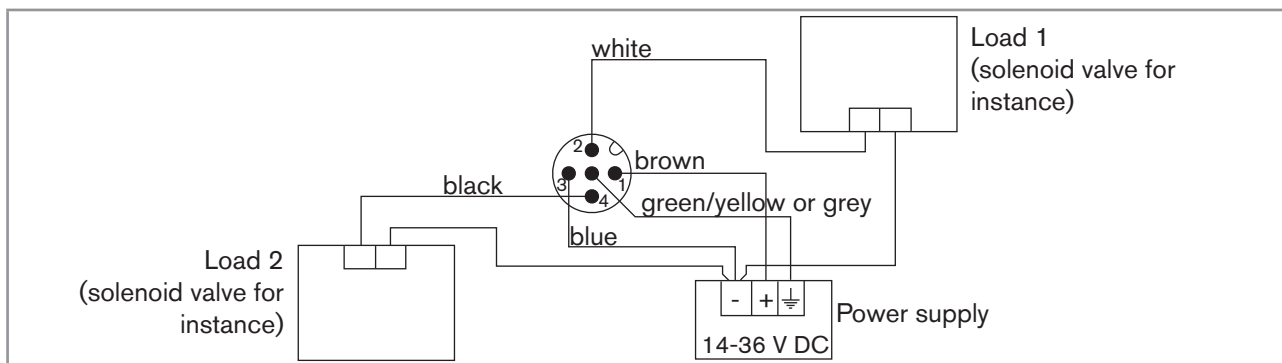 white
Load 1
(solenoid valve for
instance)
2
brown
3
1
black
4
green/yellow or grey
blue
Load 2
(solenoid valve for
instance)
- +
Power supply
14-36 V DC